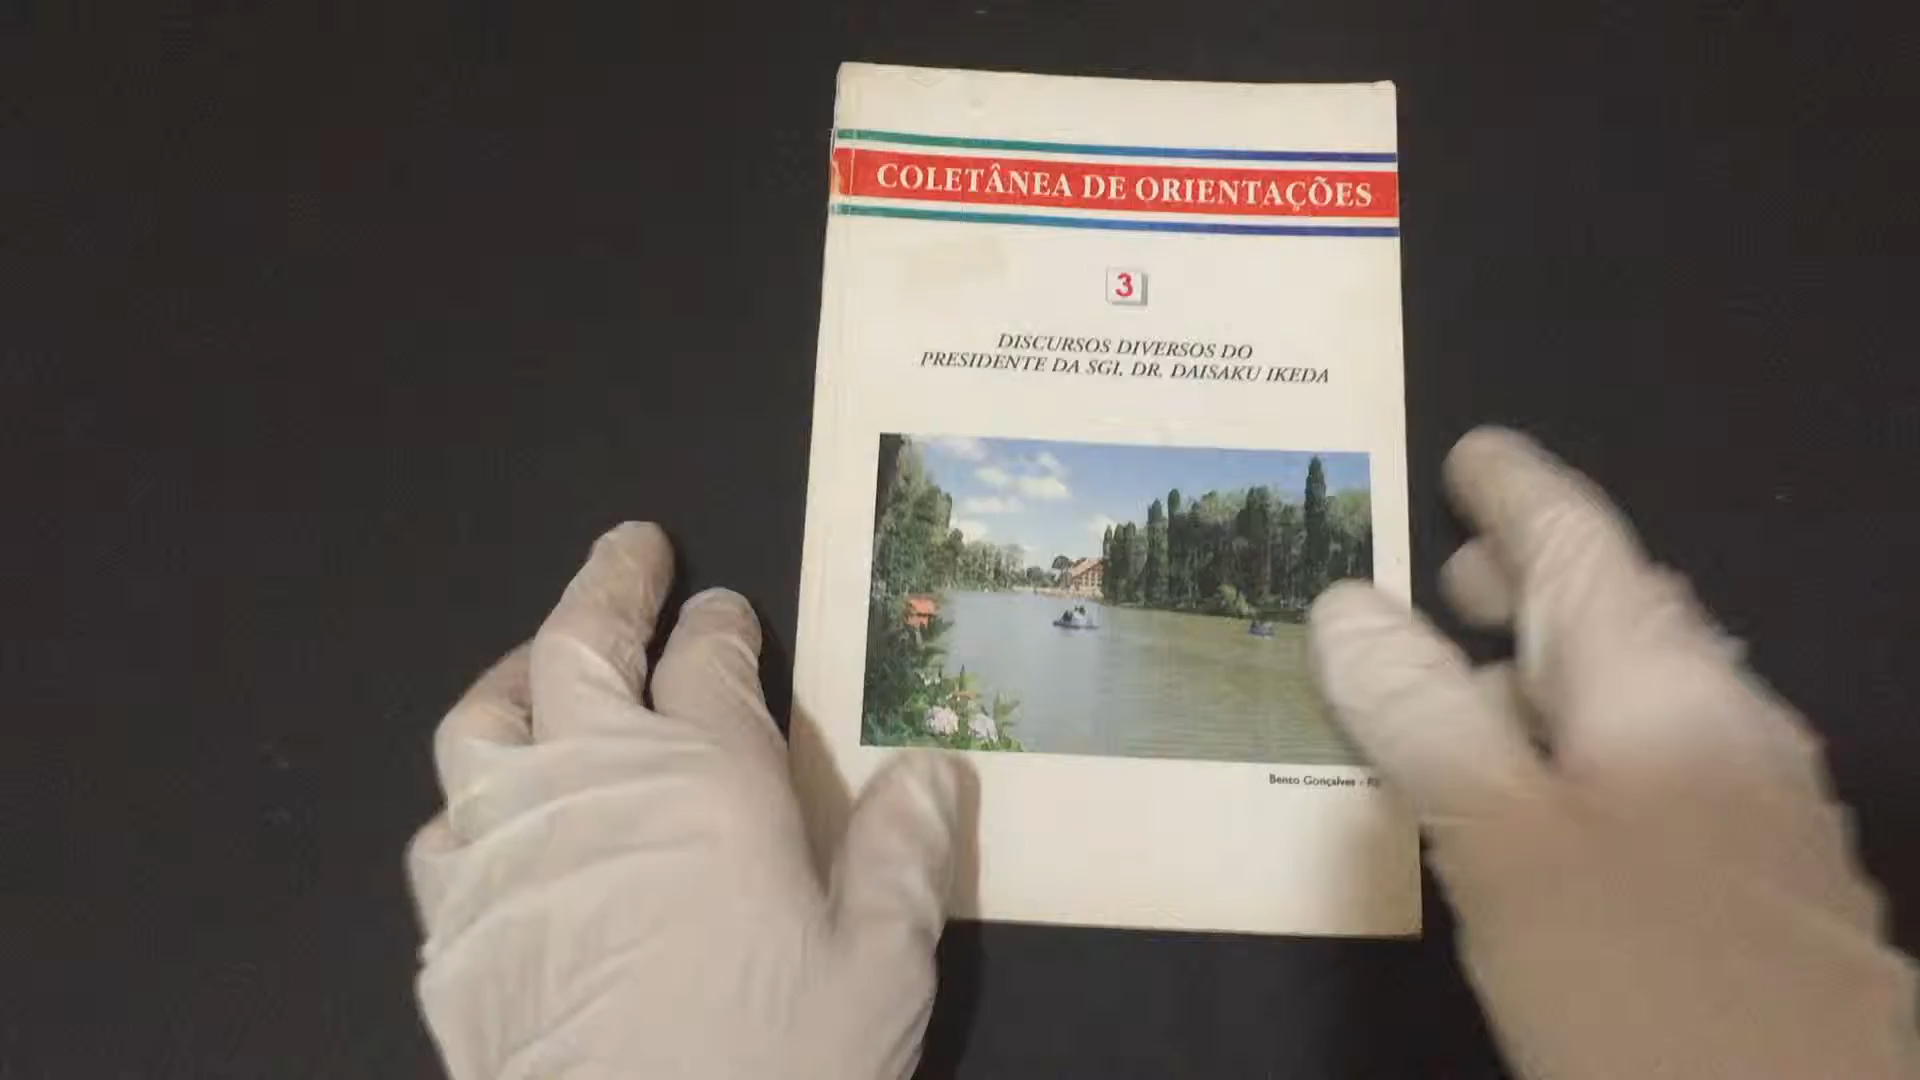 COLETÂNEA DE ORIENTAÇÕES
3
DISCURSOS DIVERSOS DO
PRESIDENTE DA SGI, DR. DAISAKU IKEDA
Bento Gonçalves -